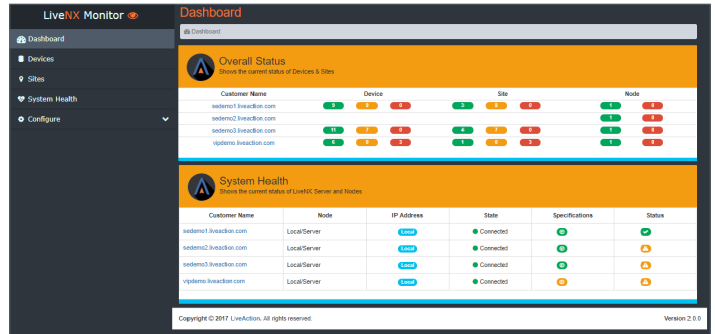 LiveNX Monitor
Dashboard
Devices
Sites
System Health
Configure
Dashboard
Dashboard
Overall Status
Shows the current status of Devices & Sites
Customer Name Device Site Node
sedemo1.liveaction.com 0 3 0 1 0
sedemo2.liveaction.com 1 0
sedemo3.liveaction.com 11 7 0 4 7 0 1 0
vipdemo.liveaction.com 6 0 3 1 0 3 1 0
System Health
Shows the current status of LiveNX Server and Nodes
Customer Name Node IP Address State Specifications Status
sedemo1.liveaction.com Local/Server Local Connected
sedemo2.liveaction.com Local/Server Local Connected
sedemo3.liveaction.com Local/Server Local Connected
vipdemo.liveaction.com Local/Server Local Connected
Copyright © 2017 LiveAction. All rights reserved. Version 2.0.0